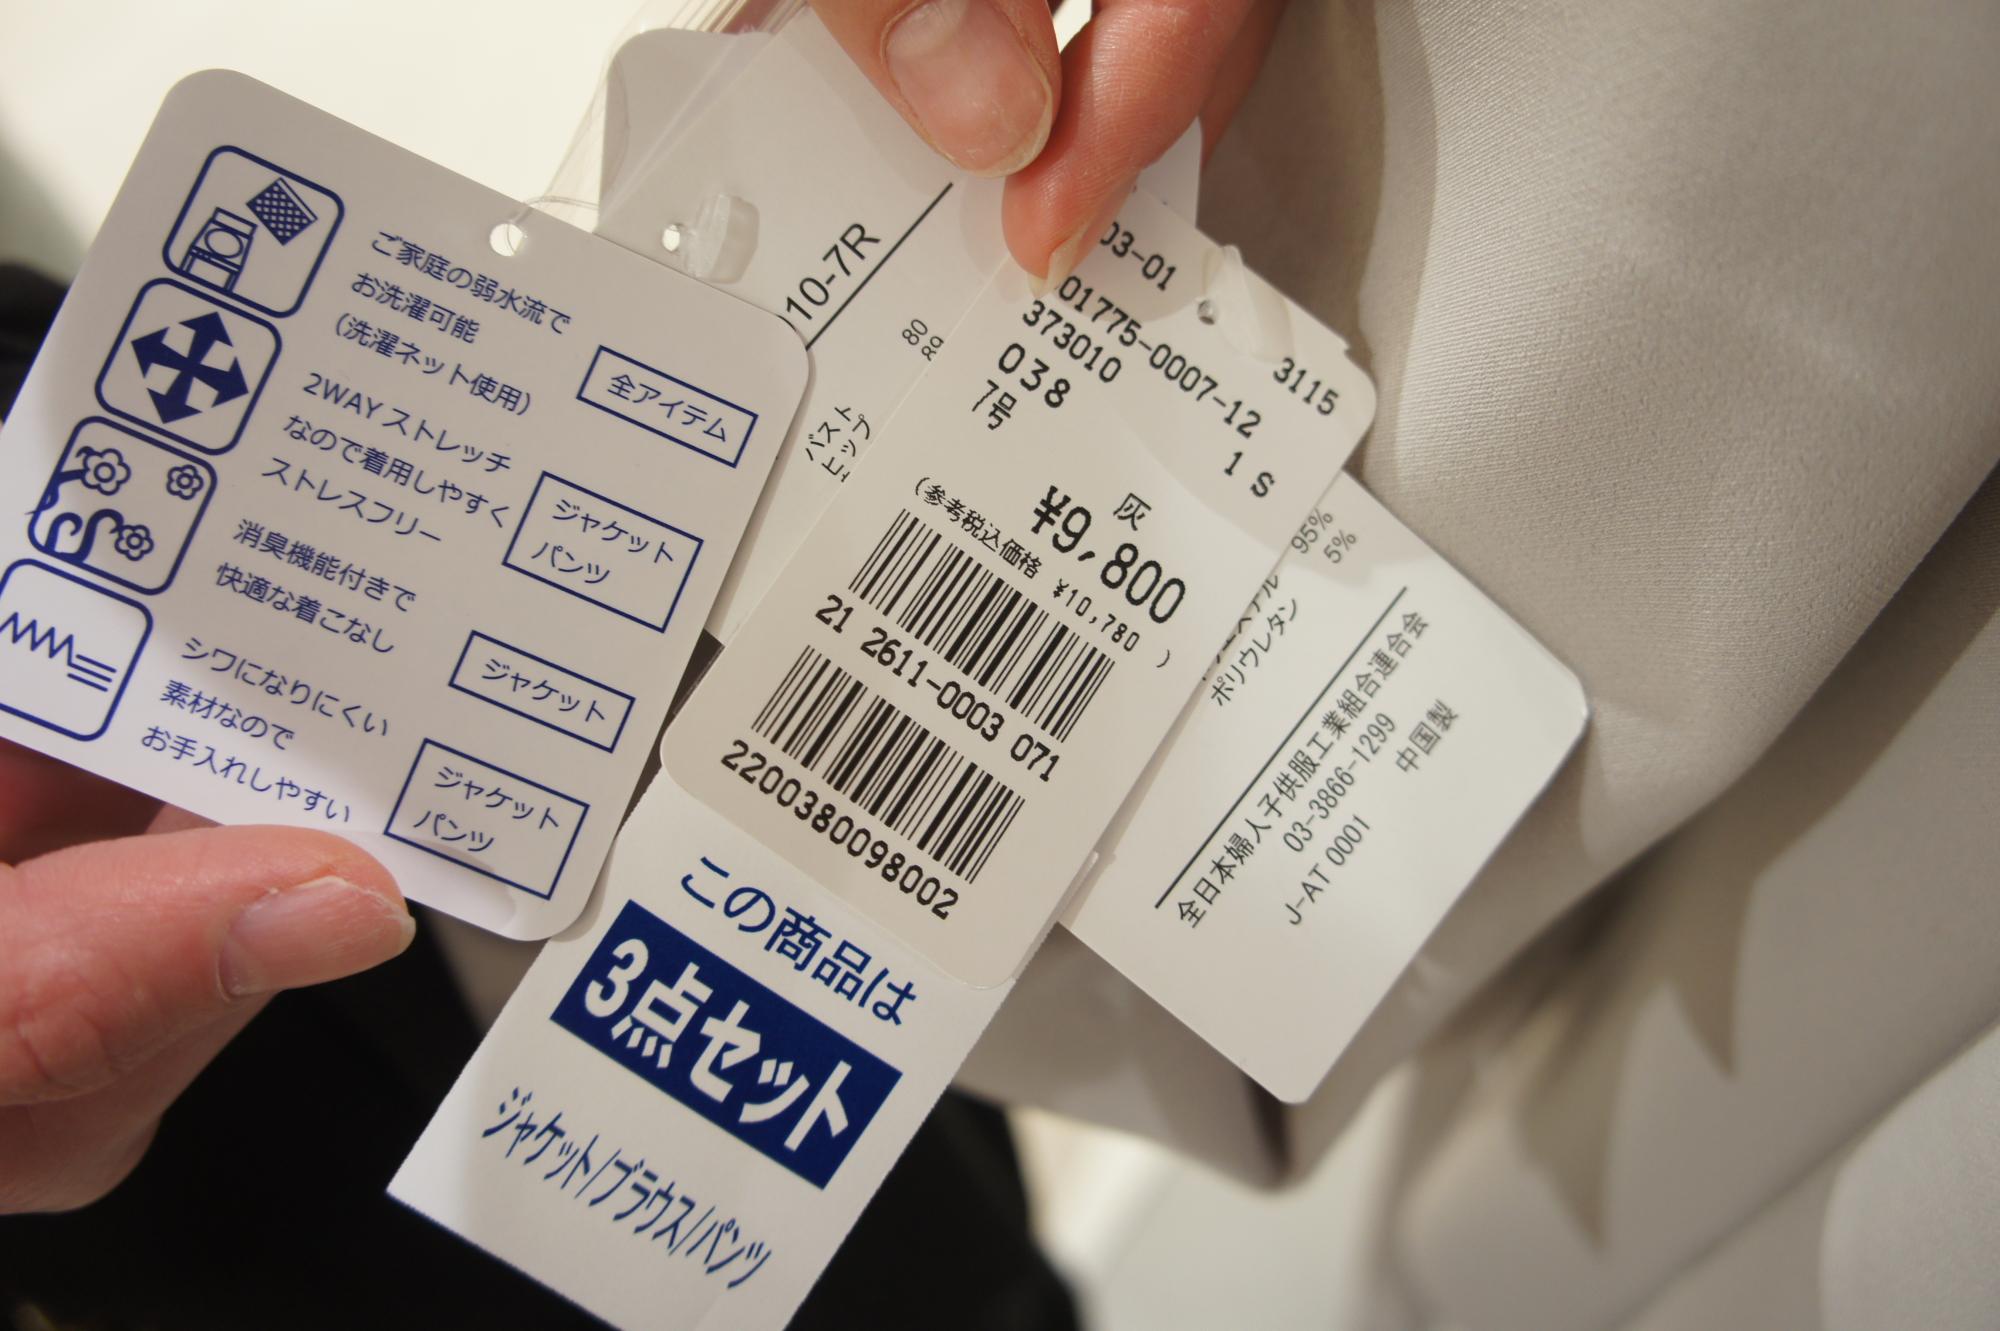 ご家庭の弱水流で
お洗濯可能
（洗濯ネット使用）
全アイテム
2WAYストレッチ
なので着用しやすく
ストレスフリー
ジャケット
パンツ
消臭機能付きで
快適な着こなし
ジャケット
シワになりにくい
素材なので
お手入れしやすい
ジャケット
パンツ
10-7R
80
バスト
ヒップ
03-01
01775-0007-12
3115
373010
038
1 S
7号
灰
¥9,800
(参考税込価格 ¥10,780 )
21 2611-0003 071
2200380098002
この商品は
3点セット
ジャケット/ブラウス/パンツ
95%
ポリウレタン
5%
全日本婦人子供服工業組合連合会
03-3866-1299
J-AT 0001
中国製